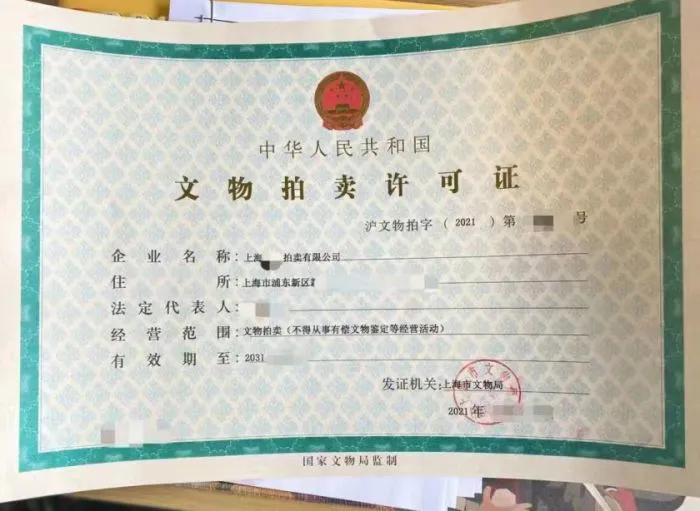 中华人民共和国
文物拍卖许可证
沪文物拍字（2021）第 号
企业名称：上海 拍卖有限公司
住所：上海市浦东新区
法定代表人：
经营范围：文物拍卖（不得从事有偿文物鉴定等经营活动）
有效期至：2031
发证机关：上海市文物局
2021年
国家文物局监制